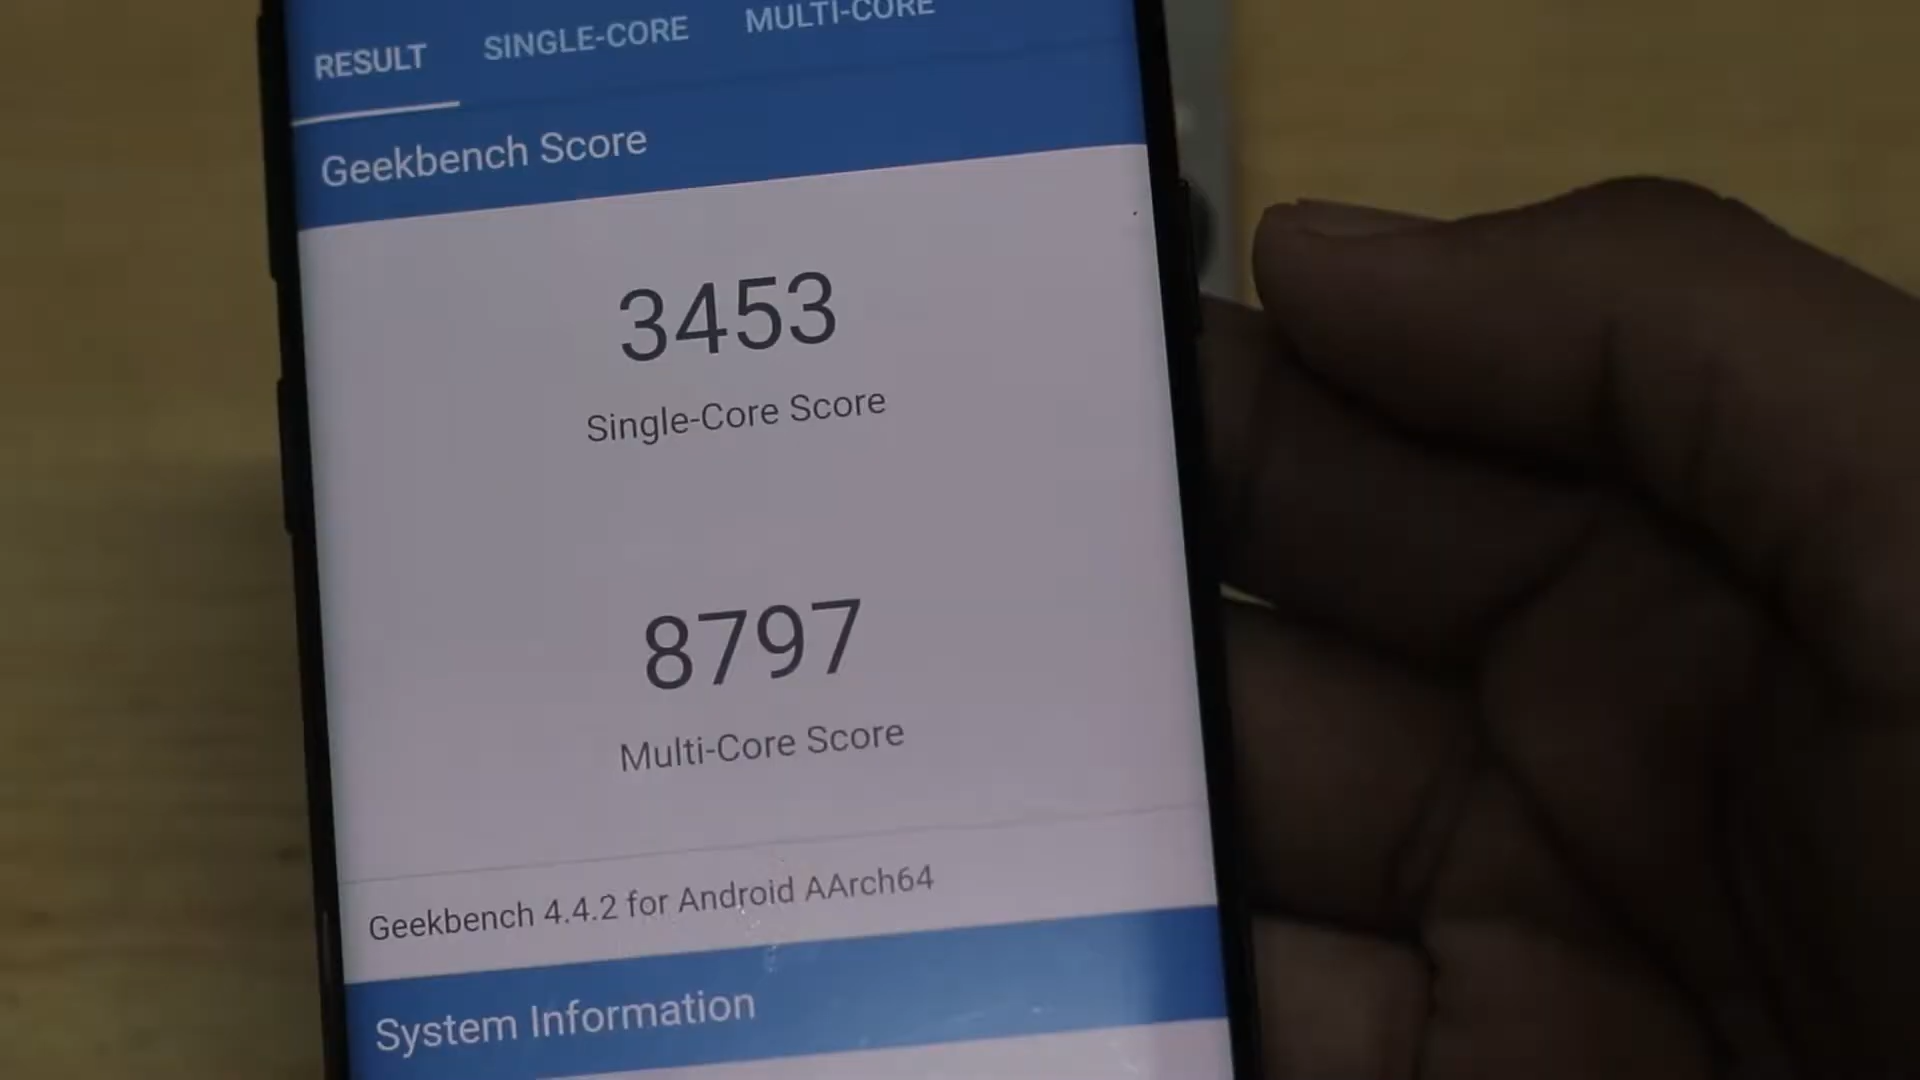 RESULT SINGLE-CORE MULTI-CORE
Geekbench Score
3453
Single-Core Score
8797
Multi-Core Score
Geekbench 4.4.2 for Android AArch64
System Information